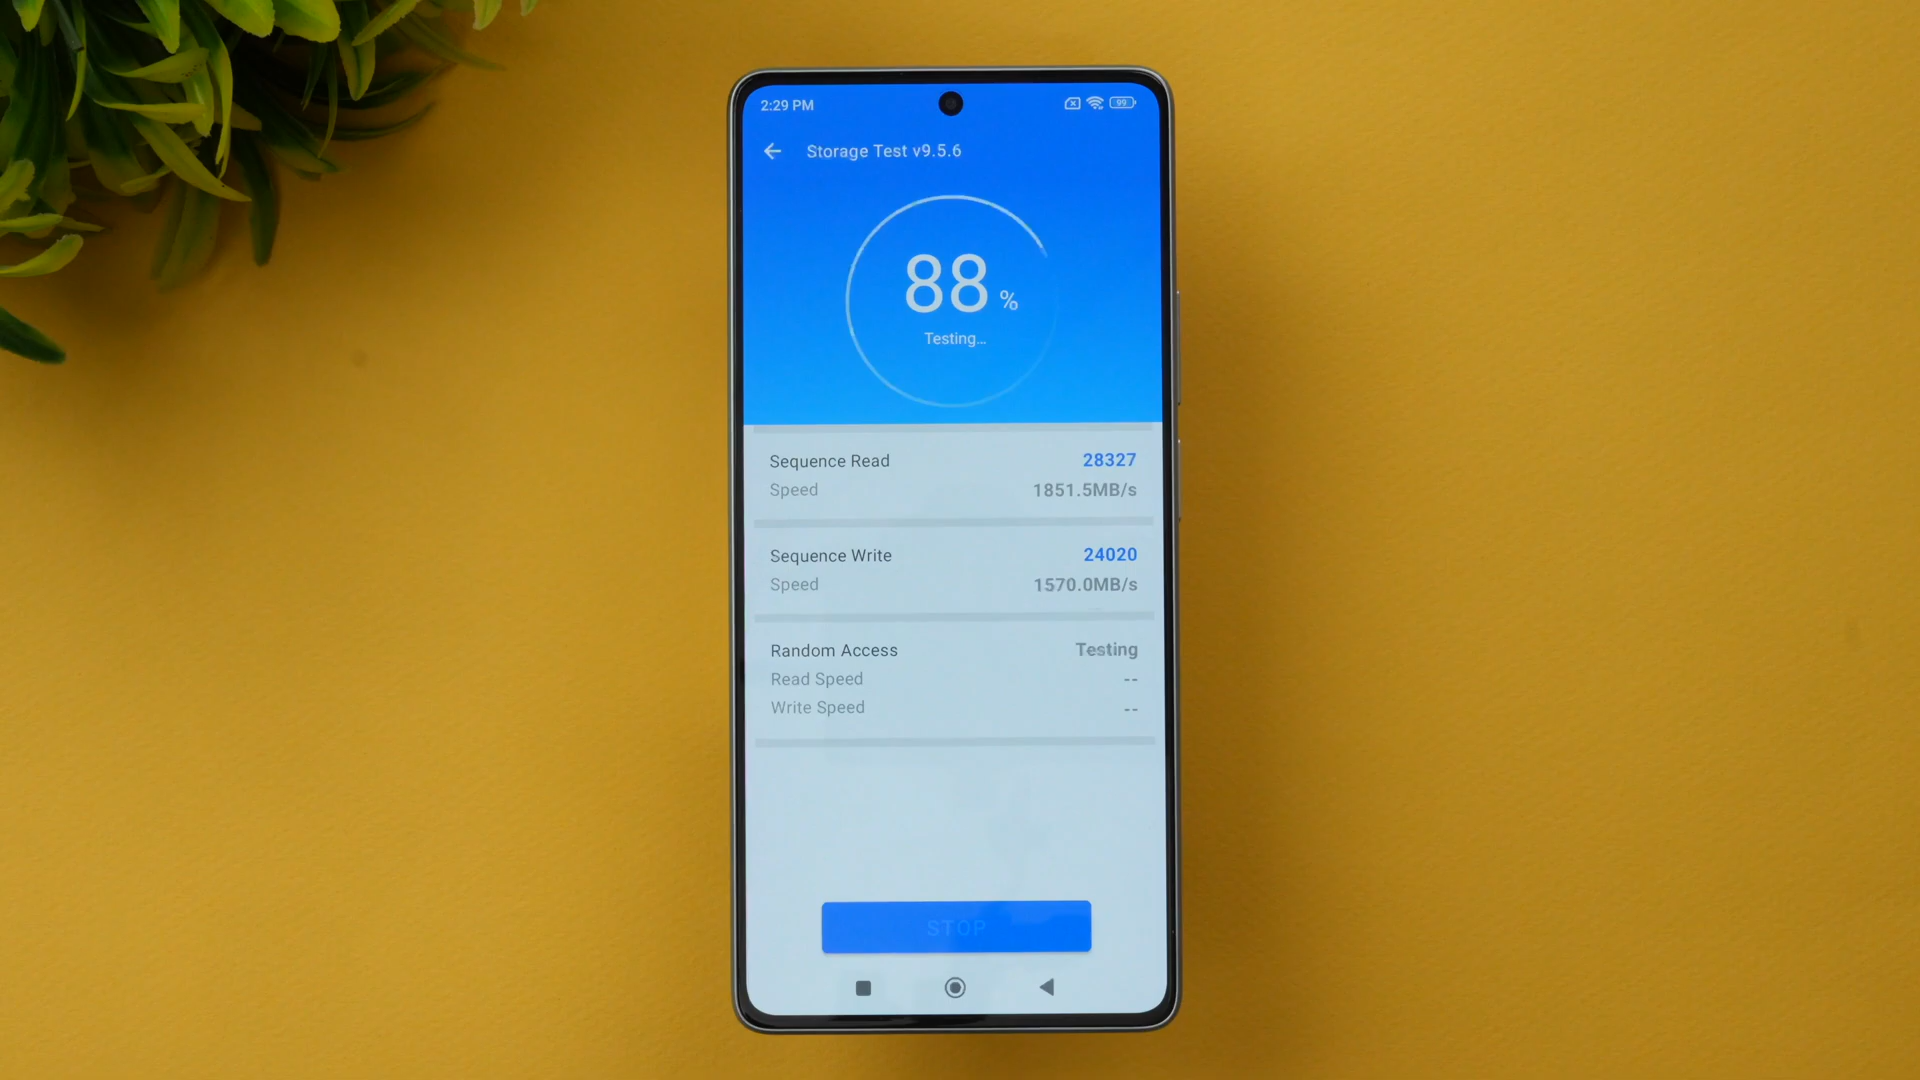 2:29 PM 99
Storage Test v9.5.6
88 %
Testing...
Sequence Read 28327
Speed 1851.5MB/s
Sequence Write 24020
Speed 1570.0MB/s
Random Access Testing
Read Speed --
Write Speed --
STOP